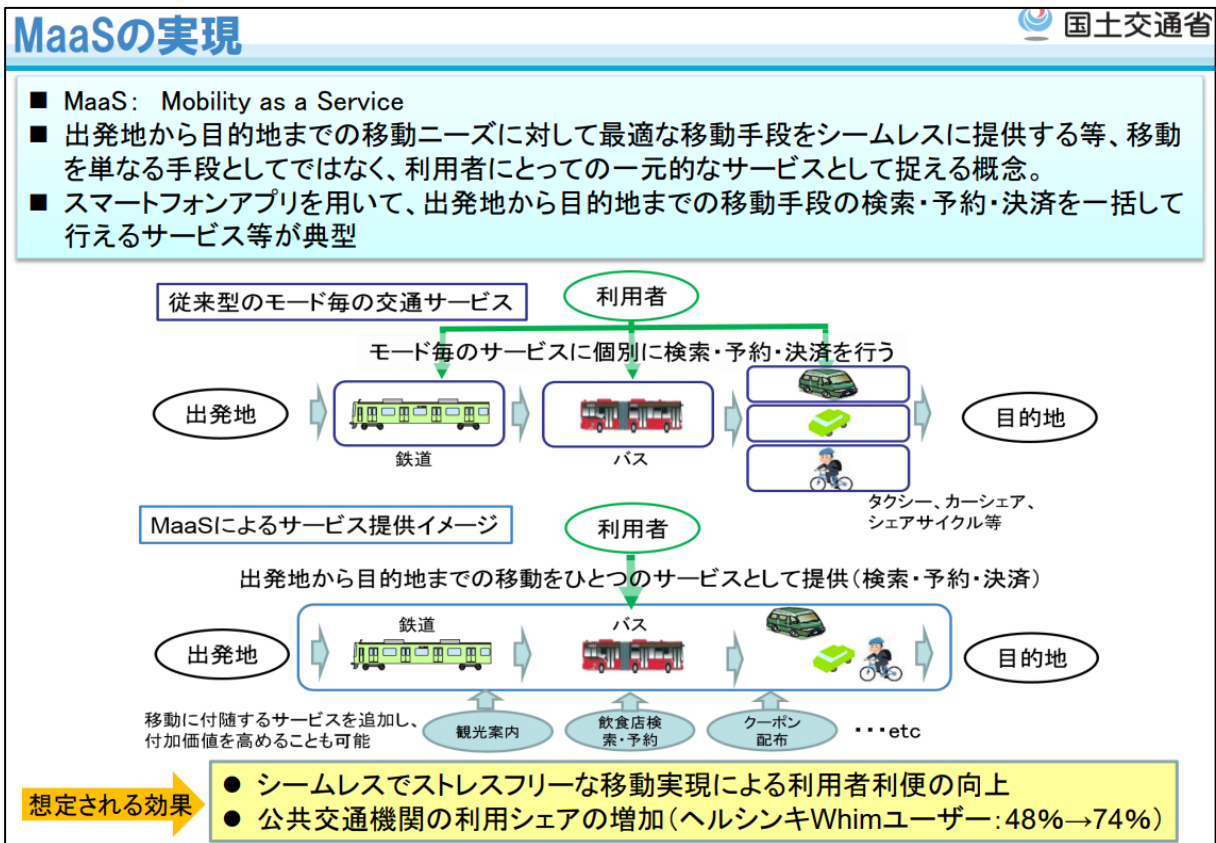 MaaSの実現
国土交通省
■ MaaS： Mobility as a Service
■ 出発地から目的地までの移動ニーズに対して最適な移動手段をシームレスに提供する等、移動
を単なる手段としてではなく、利用者にとっての一元的なサービスとして捉える概念。
■ スマートフォンアプリを用いて、出発地から目的地までの移動手段の検索・予約・決済を一括して
行えるサービス等が典型
従来型のモード毎の交通サービス
利用者
モード毎のサービスに個別に検索・予約・決済を行う
出発地
鉄道
バス
目的地
タクシー、カーシェア、
シェアサイクル等
MaaSによるサービス提供イメージ
利用者
出発地から目的地までの移動をひとつのサービスとして提供（検索・予約・決済）
出発地
鉄道
バス
目的地
移動に付随するサービスを追加し、
付加価値を高めることも可能
観光案内
飲食店検
索・予約
クーポン
配布
・・・etc
想定される効果
● シームレスでストレスフリーな移動実現による利用者利便の向上
● 公共交通機関の利用シェアの増加（ヘルシンキWhimユーザー：48%→74%）